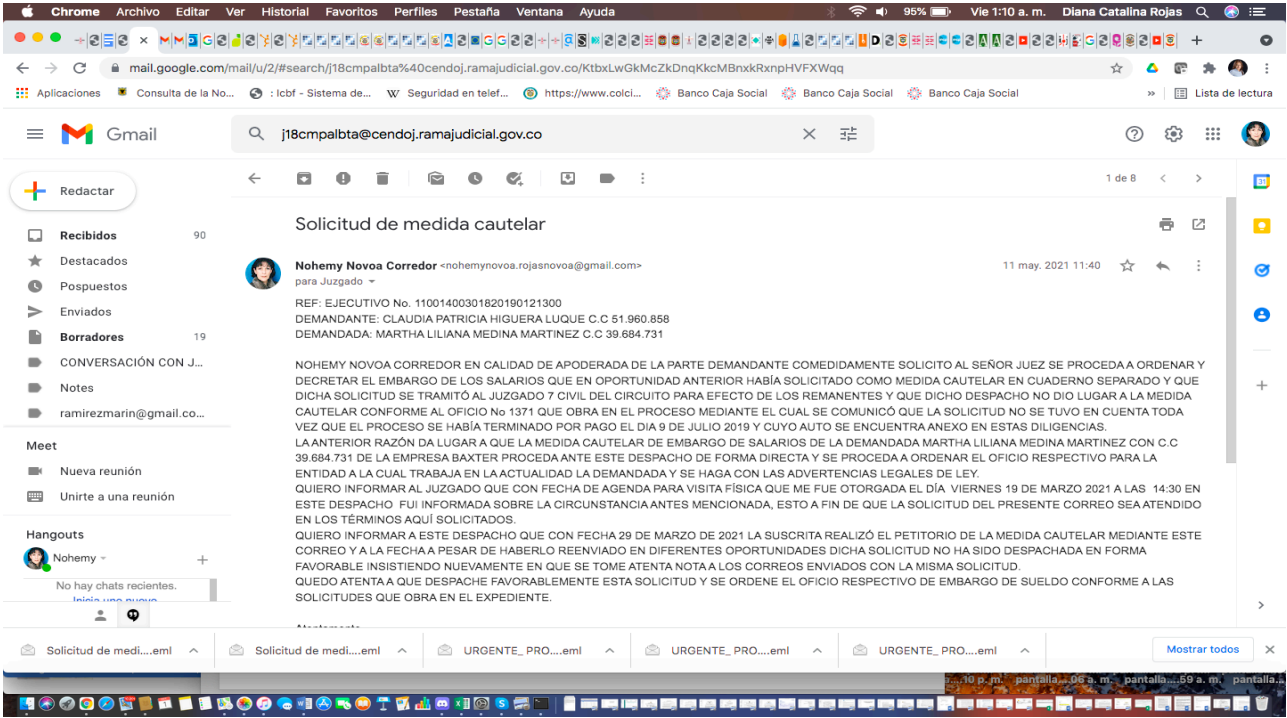 Chrome Archivo Editar Ver Historial Favoritos Perfiles Pestaña Ventana Ayuda 95% Vie 1:10 a. m. Diana Catalina Rojas
mail.google.com/mail/u/2/#search/j18cmpalbta%40cendoj.ramajudicial.gov.co/KtbxLwGkMcZkDnqKkcMBnxkRxnpHVFXWqq
Aplicaciones Consulta de la No... : Icbf - Sistema de... Seguridad en telef... https://www.colci... Banco Caja Social Banco Caja Social Banco Caja Social » Lista de lectura
Gmail
j18cmpalbta@cendoj.ramajudicial.gov.co
Redactar
1 de 8
Solicitud de medida cautelar
Recibidos 90
Destacados
Pospuestos
Enviados
Borradores 19
CONVERSACIÓN CON J...
Notes
ramirezmarin@gmail.co...
Meet
Nueva reunión
Unirte a una reunión
Hangouts
Nohemy
No hay chats recientes.
Inicia uno nuevo
Nohemy Novoa Corredor <nohemynovoa.rojasnovoa@gmail.com> 11 may. 2021 11:40
para Juzgado
REF: EJECUTIVO No. 11001400301820190121300
DEMANDANTE: CLAUDIA PATRICIA HIGUERA LUQUE C.C 51.960.858
DEMANDADA: MARTHA LILIANA MEDINA MARTINEZ C.C 39.684.731
NOHEMY NOVOA CORREDOR EN CALIDAD DE APODERADA DE LA PARTE DEMANDANTE COMEDIDAMENTE SOLICITO AL SEÑOR JUEZ SE PROCEDA A ORDENAR Y
DECRETAR EL EMBARGO DE LOS SALARIOS QUE EN OPORTUNIDAD ANTERIOR HABÍA SOLICITADO COMO MEDIDA CAUTELAR EN CUADERNO SEPARADO Y QUE
DICHA SOLICITUD SE TRAMITÓ AL JUZGADO 7 CIVIL DEL CIRCUITO PARA EFECTO DE LOS REMANENTES Y QUE DICHO DESPACHO NO DIO LUGAR A LA MEDIDA
CAUTELAR CONFORME AL OFICIO No 1371 QUE OBRA EN EL PROCESO MEDIANTE EL CUAL SE COMUNICÓ QUE LA SOLICITUD NO SE TUVO EN CUENTA TODA
VEZ QUE EL PROCESO SE HABÍA TERMINADO POR PAGO EL DIA 9 DE JULIO 2019 Y CUYO AUTO SE ENCUENTRA ANEXO EN ESTAS DILIGENCIAS.
LA ANTERIOR RAZÓN DA LUGAR A QUE LA MEDIDA CAUTELAR DE EMBARGO DE SALARIOS DE LA DEMANDADA MARTHA LILIANA MEDINA MARTINEZ CON C.C
39.684.731 DE LA EMPRESA BAXTER PROCEDA ANTE ESTE DESPACHO DE FORMA DIRECTA Y SE PROCEDA A ORDENAR EL OFICIO RESPECTIVO PARA LA
ENTIDAD A LA CUAL TRABAJA EN LA ACTUALIDAD LA DEMANDADA Y SE HAGA CON LAS ADVERTENCIAS LEGALES DE LEY.
QUIERO INFORMAR AL JUZGADO QUE CON FECHA DE AGENDA PARA VISITA FÍSICA QUE ME FUE OTORGADA EL DÍA VIERNES 19 DE MARZO 2021 A LAS 14:30 EN
ESTE DESPACHO FUI INFORMADA SOBRE LA CIRCUNSTANCIA ANTES MENCIONADA, ESTO A FIN DE QUE LA SOLICITUD DEL PRESENTE CORREO SEA ATENDIDO
EN LOS TÉRMINOS AQUÍ SOLICITADOS.
QUIERO INFORMAR A ESTE DESPACHO QUE CON FECHA 29 DE MARZO DE 2021 LA SUSCRITA REALIZÓ EL PETITORIO DE LA MEDIDA CAUTELAR MEDIANTE ESTE
CORREO Y A LA FECHA A PESAR DE HABERLO REENVIADO EN DIFERENTES OPORTUNIDADES DICHA SOLICITUD NO HA SIDO DESPACHADA EN FORMA
FAVORABLE INSISTIENDO NUEVAMENTE EN QUE SE TOME ATENTA NOTA A LOS CORREOS ENVIADOS CON LA MISMA SOLICITUD.
QUEDO ATENTA A QUE DESPACHE FAVORABLEMENTE ESTA SOLICITUD Y SE ORDENE EL OFICIO RESPECTIVO DE EMBARGO DE SUELDO CONFORME A LAS
SOLICITUDES QUE OBRA EN EL EXPEDIENTE.
Atentamente
Solicitud de medi....eml Solicitud de medi....eml URGENTE_ PRO....eml URGENTE_ PRO....eml URGENTE_ PRO....eml Mostrar todos
a....10 p. m. pantalla,...06 a. m. pantalla....59 a. m. pantalla...